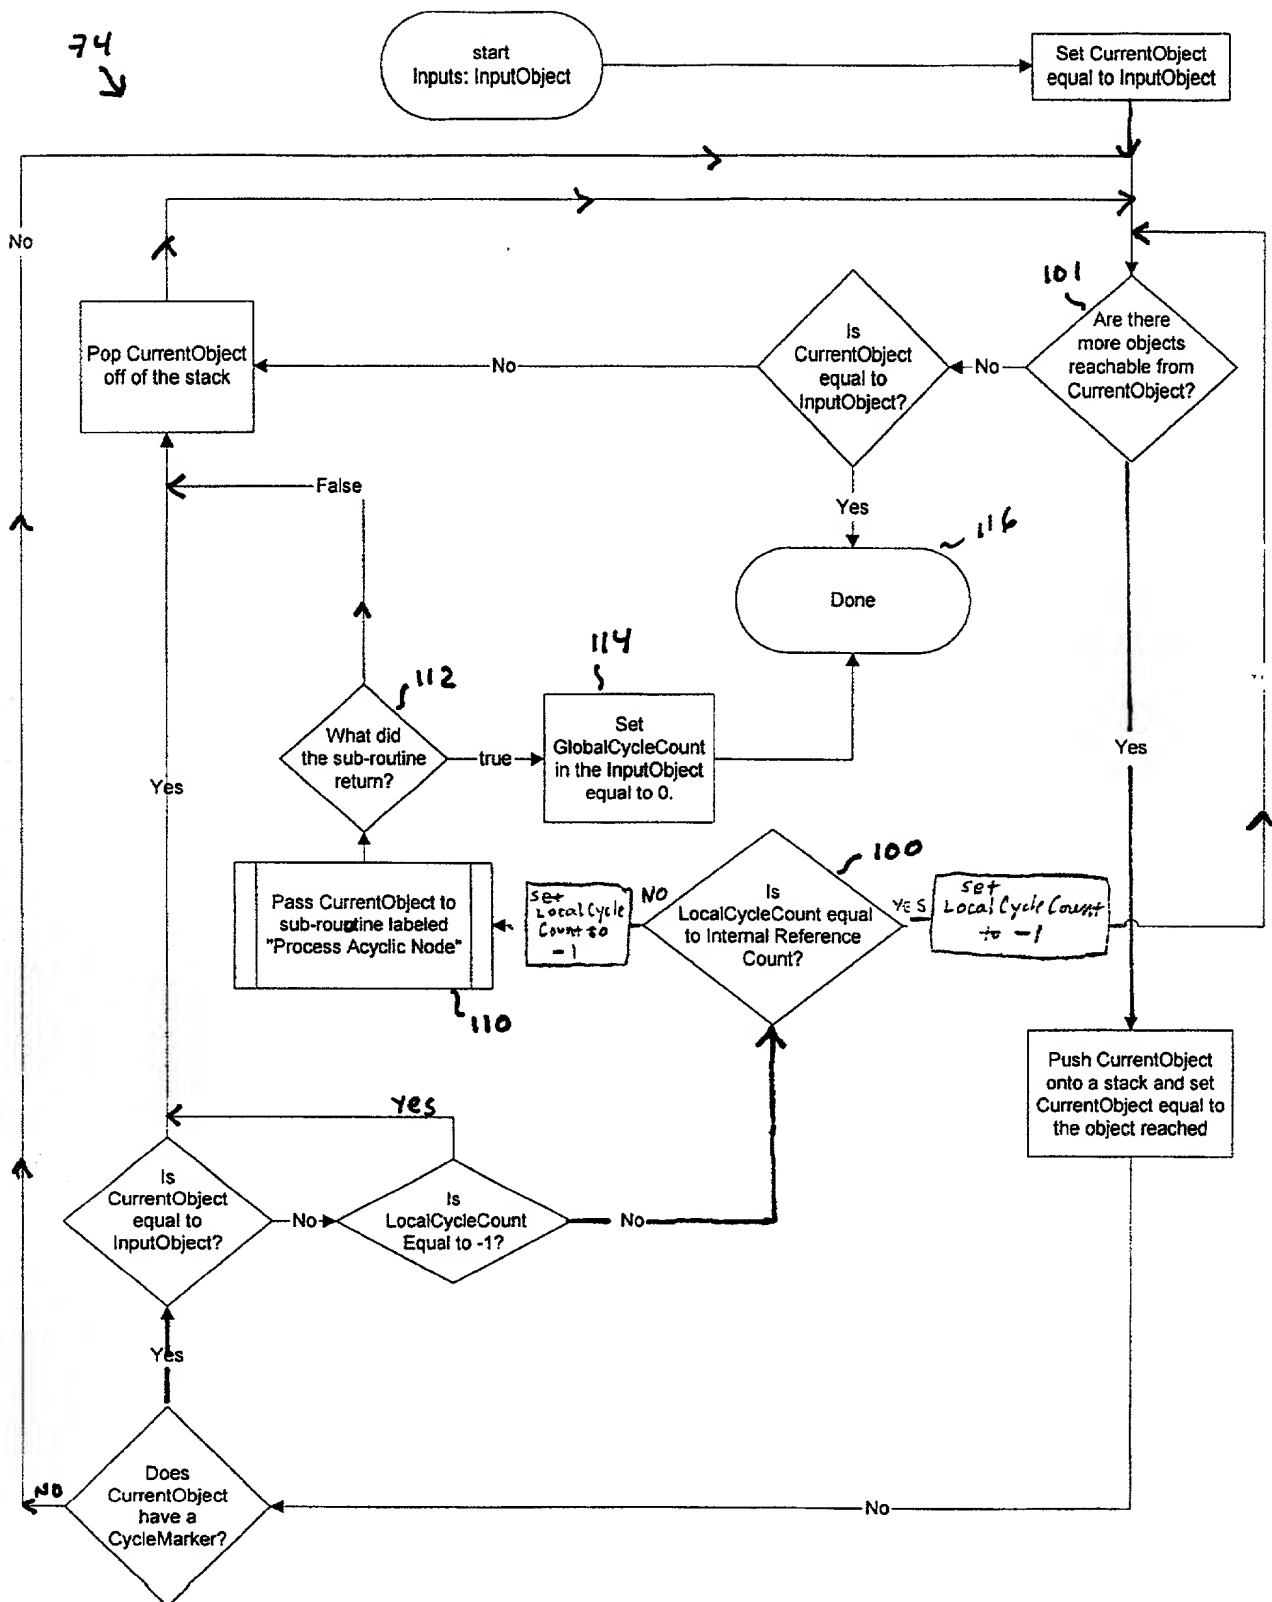 74
start
Inputs: InputObject
Set CurrentObject
equal to InputObject
No
101
Are there
more objects
reachable from
CurrentObject?
Is
CurrentObject
equal to
InputObject?
No
No
Pop CurrentObject
off of the stack
False
Yes
116
Done
114
112
Set
GlobalCycleCount
in the InputObject
equal to 0.
What did
the sub-routine
return?
true
Yes
Yes
100
Is
LocalCycleCount equal
to Internal Reference
Count?
YES
set
Local Cycle Count
to -1
NO
set
Local Cycle
Count to
-1
Pass CurrentObject to
sub-routine labeled
"Process Acyclic Node"
110
Push CurrentObject
onto a stack and set
CurrentObject equal to
the object reached
Yes
Is
CurrentObject
equal to
InputObject?
No
Is
LocalCycleCount
Equal to -1?
No
Yes
Does
CurrentObject
have a
CycleMarker?
NO
No